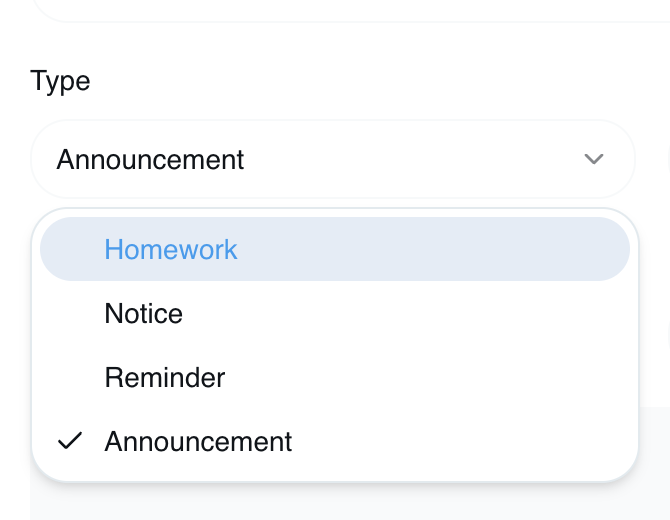 Type
Announcement
Homework
Notice
Reminder
Announcement